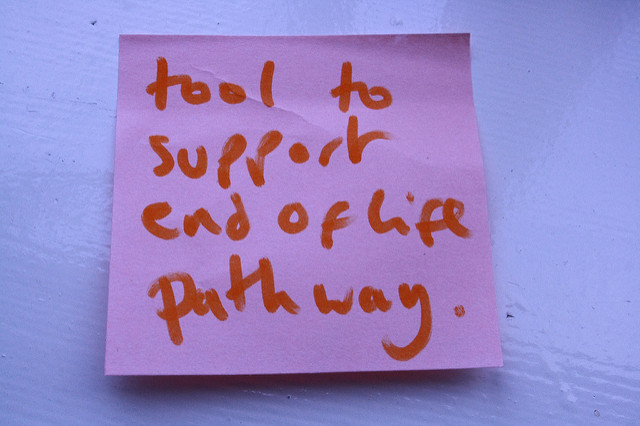 tool to
support
end of life
pathway.